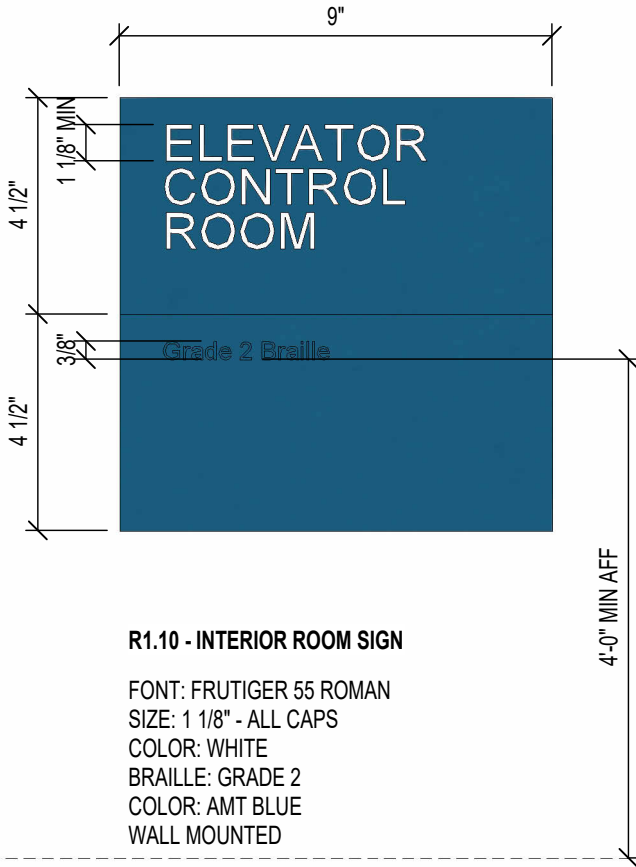 9"
1 1/8" MIN
4 1/2"
ELEVATOR
CONTROL
ROOM
3/8"
Grade 2 Braille
4 1/2"
4'-0" MIN AFF
R1.10 - INTERIOR ROOM SIGN
FONT: FRUTIGER 55 ROMAN
SIZE: 1 1/8" - ALL CAPS
COLOR: WHITE
BRAILLE: GRADE 2
COLOR: AMT BLUE
WALL MOUNTED